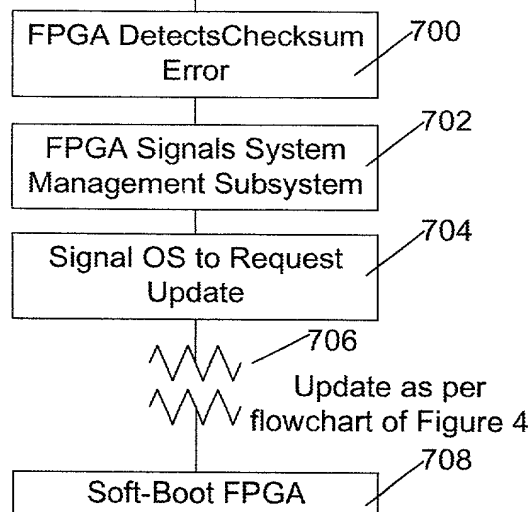 FPGA DetectsChecksum
Error
700
FPGA Signals System
Management Subsystem
702
Signal OS to Request
Update
704
706
Update as per
flowchart of Figure 4
708
Soft-Boot FPGA